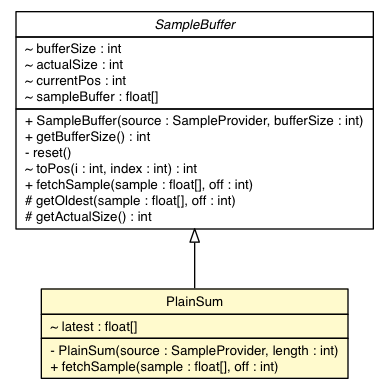 SampleBuffer
~ bufferSize : int
~ actualSize : int
~ currentPos : int
~ sampleBuffer : float[]
+ SampleBuffer(source : SampleProvider, bufferSize : int)
+ getBufferSize() : int
- reset()
~ toPos(i : int, index : int) : int
+ fetchSample(sample : float[], off : int)
# getOldest(sample : float[], off : int)
# getActualSize() : int
PlainSum
~ latest : float[]
- PlainSum(source : SampleProvider, length : int)
+ fetchSample(sample : float[], off : int)